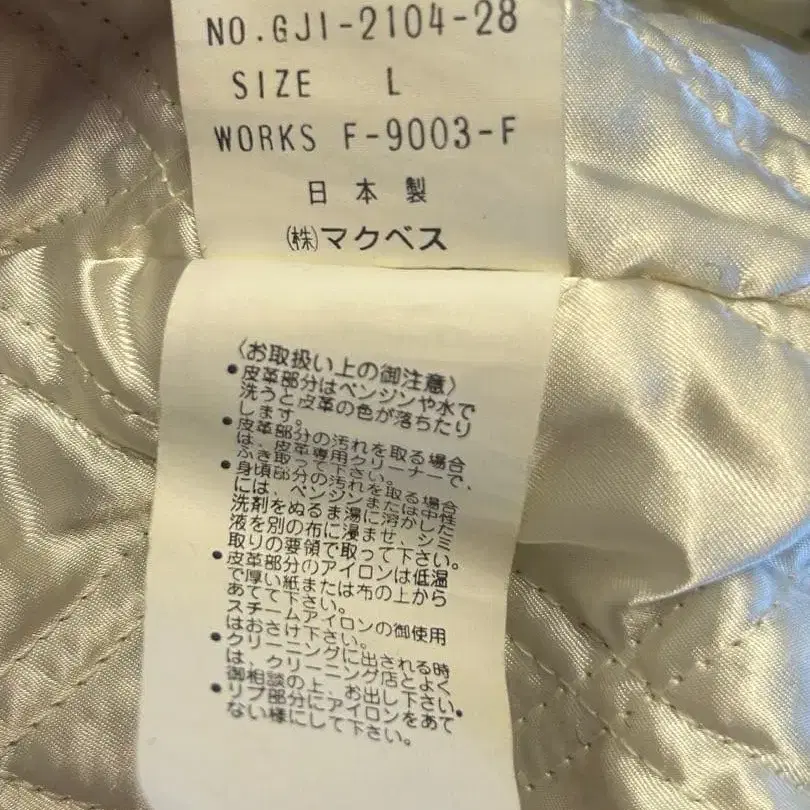 NO.GJ1-2104-28
SIZE L
WORKS F-9003-F
日本製
㈱マクベス
〈お取扱い上の御注意〉
●皮革部分はベンジンや水で
洗うと皮革の色が落ちたり
します。
●皮革部分の汚れを取る場合
は、皮革専用クリーナーで、
ふき取って下さい。
●身頃部分の汚れを取る場合
には、ベンジンまたは中性
洗剤をぬるま湯に溶かした
液を別の布に浸ませ、シミ
取りの要領で取って下さい。
●皮革部分のアイロンは低温
で厚い紙または布の上から
あてて下さい。
スチームアイロンの御使用
はおさけ下さい。
●クリーニングに出される時
は、クリーニング店とよく
御相談の上、お出し下さい。
●リブ部分にアイロンをあて
ない様にして下さい。